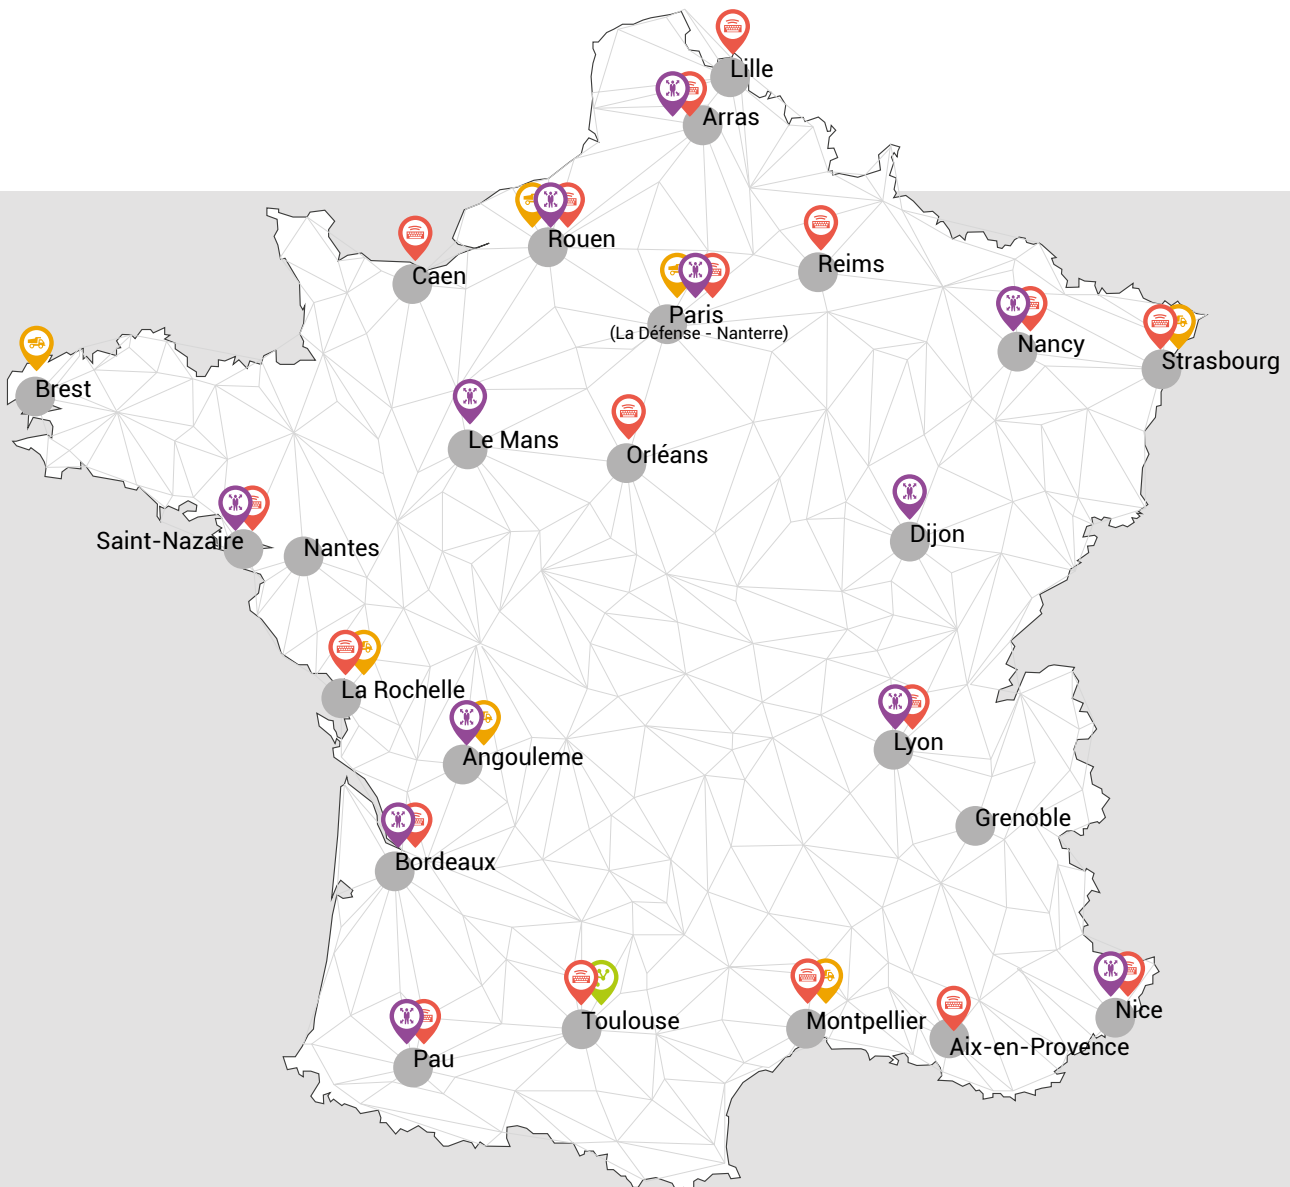 Lille
Arras
Rouen
Caen
Reims
Paris
(La Défense - Nanterre)
Nancy
Strasbourg
Brest
Le Mans
Orléans
Dijon
Saint-Nazaire
Nantes
La Rochelle
Lyon
Angouleme
Grenoble
Bordeaux
Nice
Toulouse
Montpellier
Aix-en-Provence
Pau